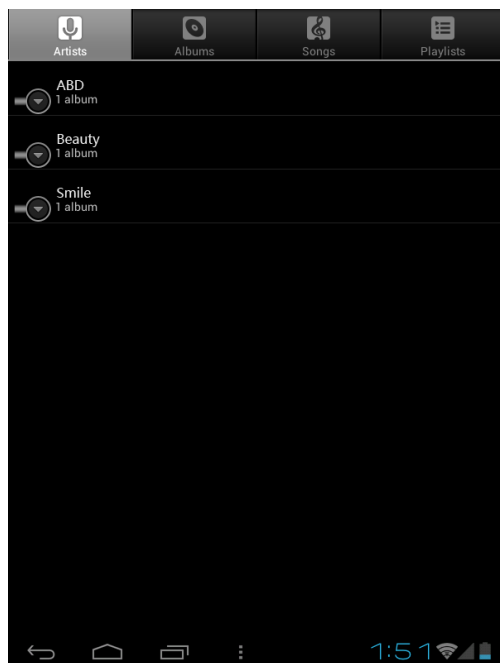 Artists
Albums
Songs
Playlists
ABD
1 album
Beauty
1 album
Smile
1 album
1:51